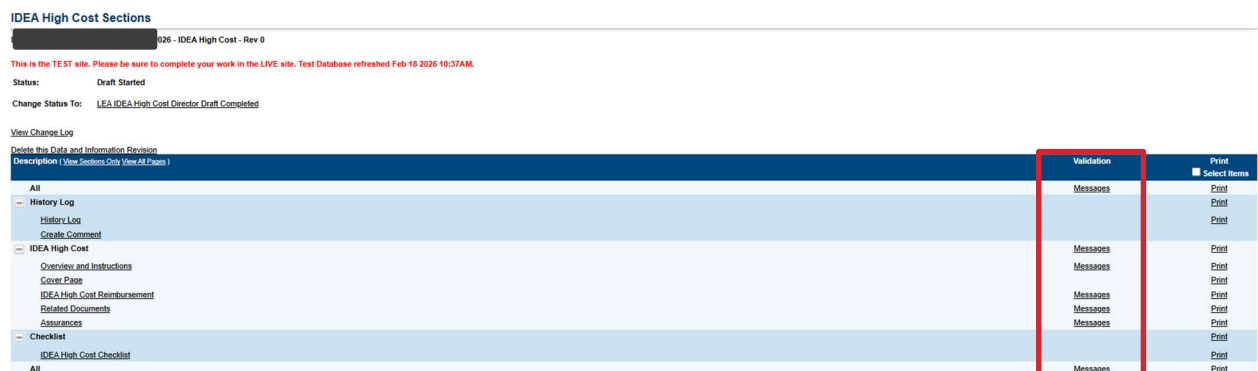 IDEA High Cost Sections
026 - IDEA High Cost - Rev 0
This is the TEST site. Please be sure to complete your work in the LIVE site. Test Database refreshed Feb 18 2026 10:37AM.
Status: Draft Started
Change Status To: LEA IDEA High Cost Director Draft Completed
View Change Log
Delete this Data and Information Revision
Description ( View Sections Only View All Pages ) Validation Print
Select Items
All Messages Print
History Log Print
History Log Print
Create Comment
IDEA High Cost Messages Print
Overview and Instructions Messages Print
Cover Page Print
IDEA High Cost Reimbursement Messages Print
Related Documents Messages Print
Assurances Messages Print
Checklist Print
IDEA High Cost Checklist Print
All Messages Print